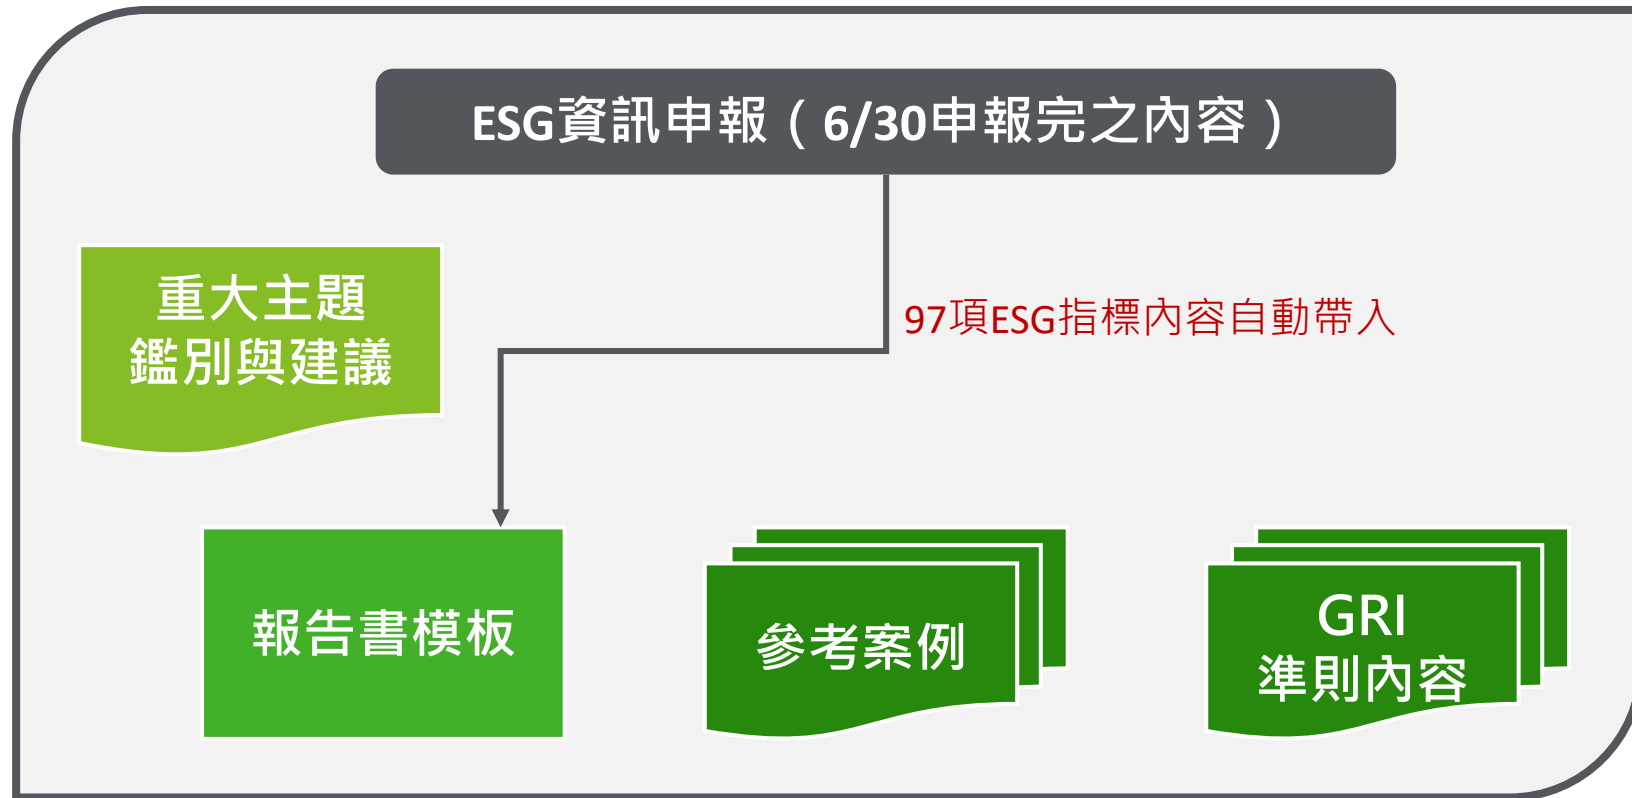 ESG資訊申報（6/30申報完之內容）
重大主題
鑑別與建議
97項ESG指標內容自動帶入
報告書模板
參考案例
GRI
準則內容